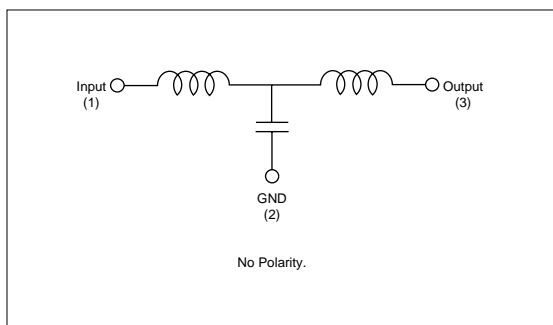 Input
(1)
Output
(3)
GND
(2)
No Polarity.